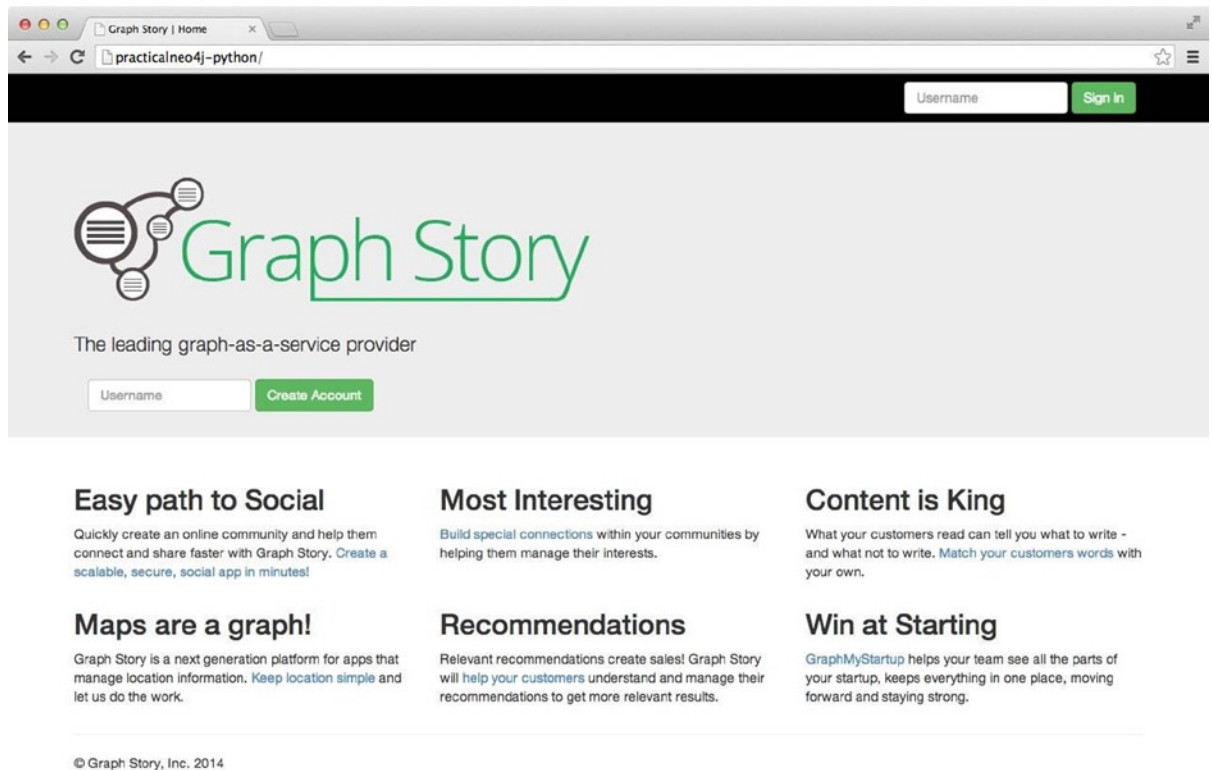 Graph Story | Home
practicalneo4j-python/
Username
Sign in
Graph Story
The leading graph-as-a-service provider
Username
Create Account
Easy path to Social
Quickly create an online community and help them
connect and share faster with Graph Story. Create a
scalable, secure, social app in minutes!
Most Interesting
Build special connections within your communities by
helping them manage their interests.
Content is King
What your customers read can tell you what to write -
and what not to write. Match your customers words with
your own.
Maps are a graph!
Graph Story is a next generation platform for apps that
manage location information. Keep location simple and
let us do the work.
Recommendations
Relevant recommendations create sales! Graph Story
will help your customers understand and manage their
recommendations to get more relevant results.
Win at Starting
GraphMyStartup helps your team see all the parts of
your startup, keeps everything in one place, moving
forward and staying strong.
© Graph Story, Inc. 2014